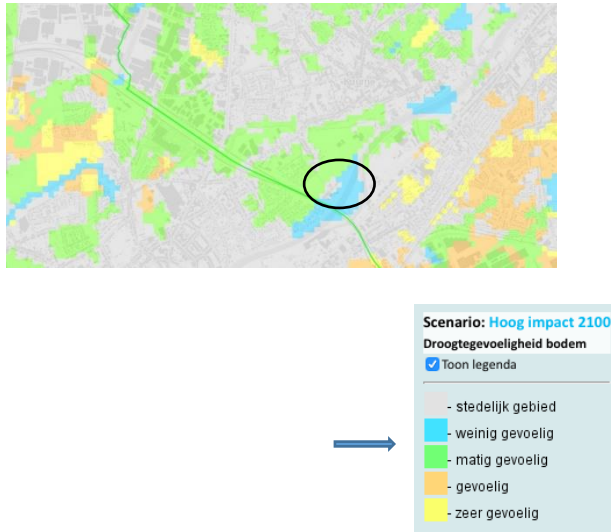 Scenario: Hoog impact 2100
Droogtegevoeligheid bodem
Toon legenda
- stedelijk gebied
- weinig gevoelig
- matig gevoelig
- gevoelig
- zeer gevoelig